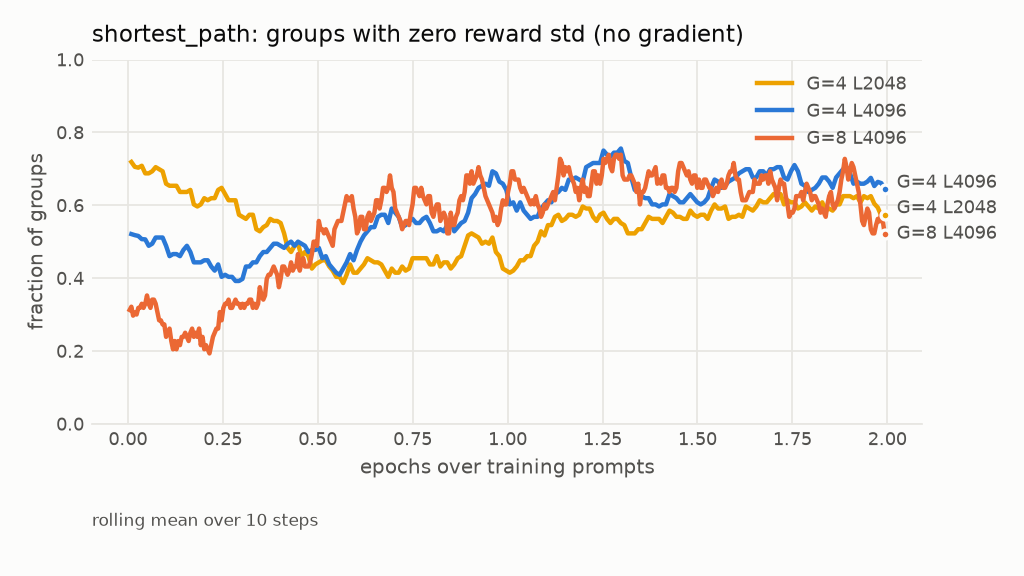 shortest_path: groups with zero reward std (no gradient)
1.0
0.8
0.6
0.4
0.2
0.0
fraction of groups
G=4 L2048
G=4 L4096
G=8 L4096
G=4 L4096
G=4 L2048
G=8 L4096
0.00 0.25 0.50 0.75 1.00 1.25 1.50 1.75 2.00
epochs over training prompts
rolling mean over 10 steps